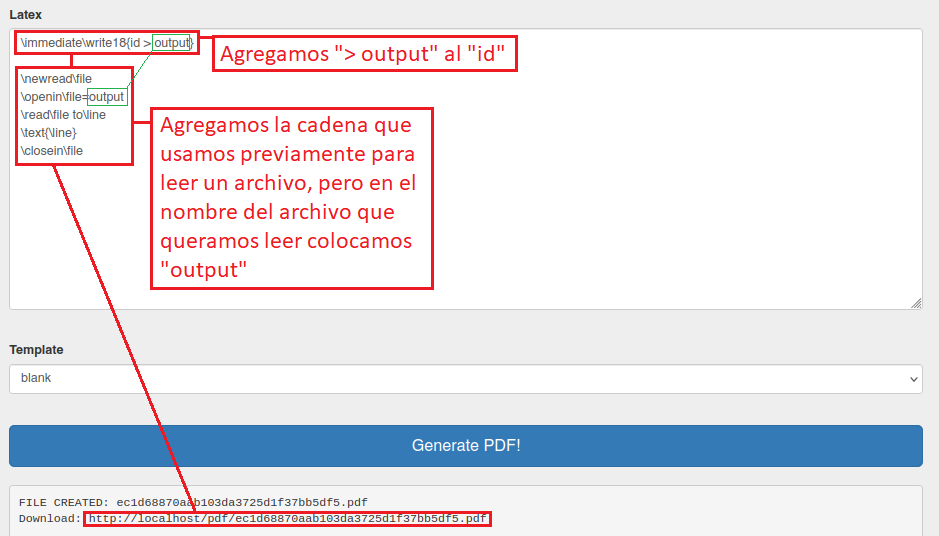 Latex
\immediate\write18{id > output}
Agregamos "> output" al "id"
\newread\file
\openin\file=output
\read\file to\line
\text{\line}
\closein\file
Agregamos la cadena que
usamos previamente para
leer un archivo, pero en el
nombre del archivo que
queramos leer colocamos
"output"
Template
blank
Generate PDF!
FILE CREATED: ec1d68870aab103da3725d1f37bb5df5.pdf
Download: http://localhost/pdf/ec1d68870aab103da3725d1f37bb5df5.pdf